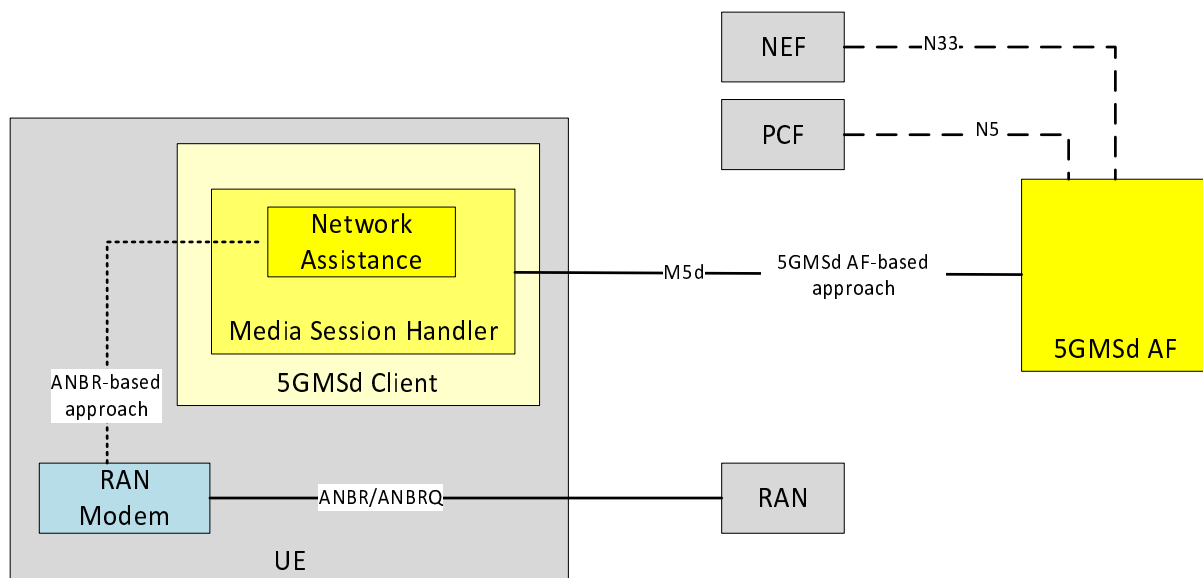 NEF
N33
PCF
N5
Network
Assistance
Media Session Handler
5GMSd Client
M5d
5GMSd AF-based
approach
5GMSd AF
ANBR-based
approach
RAN
Modem
ANBR/ANBRQ
RAN
UE